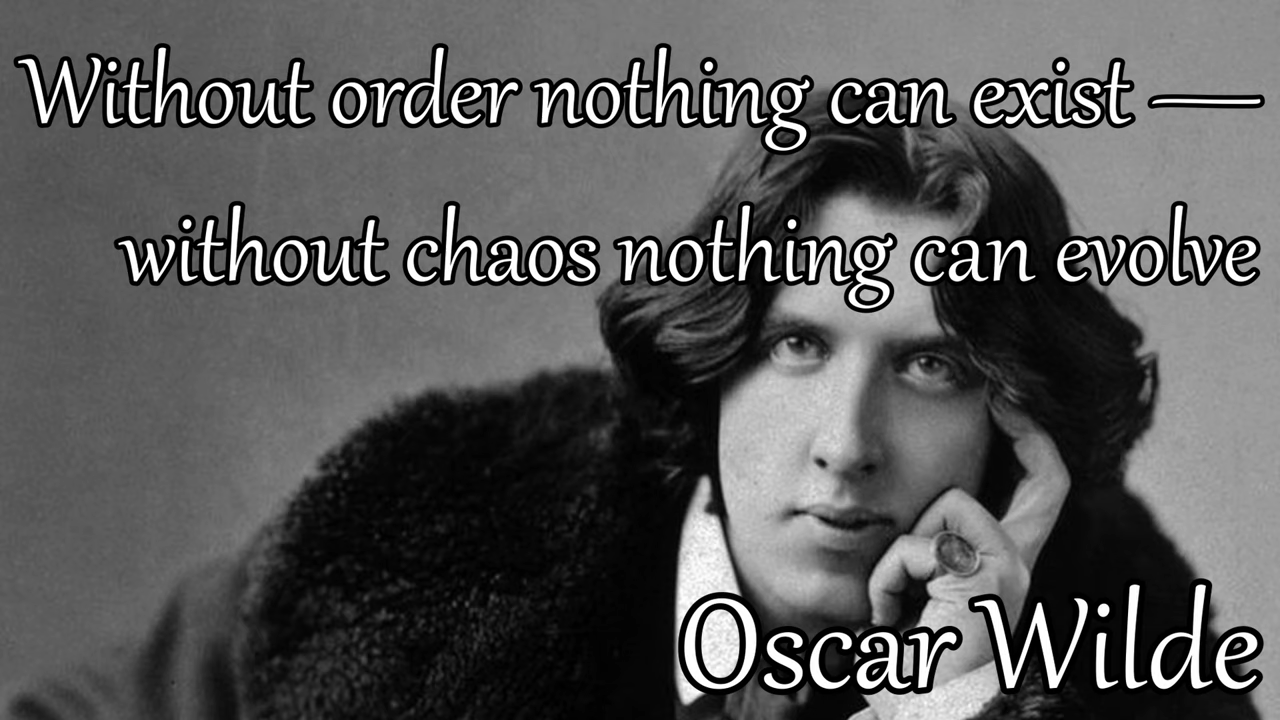 Without order nothing can exist —
without chaos nothing can evolve
Oscar Wilde